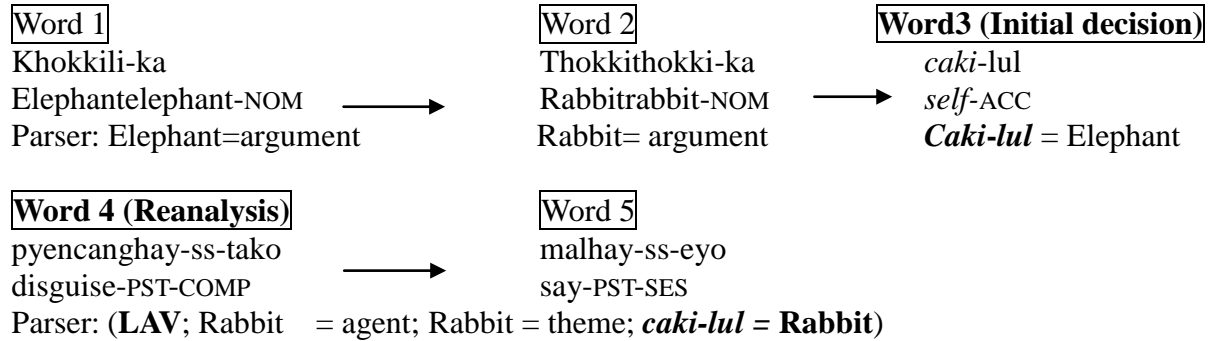 Word 1 Word 2 Word3 (Initial decision)
Khokkili-ka Thokkithokki-ka caki-lul
Elephantelephant-NOM Rabbitrabbit-NOM self-ACC
Parser: Elephant=argument Rabbit= argument Caki-lul = Elephant
Word 4 (Reanalysis) Word 5
pyencanghay-ss-tako malhay-ss-eyo
disguise-PST-COMP say-PST-SES
Parser: (LAV; Rabbit = agent; Rabbit = theme; caki-lul = Rabbit)